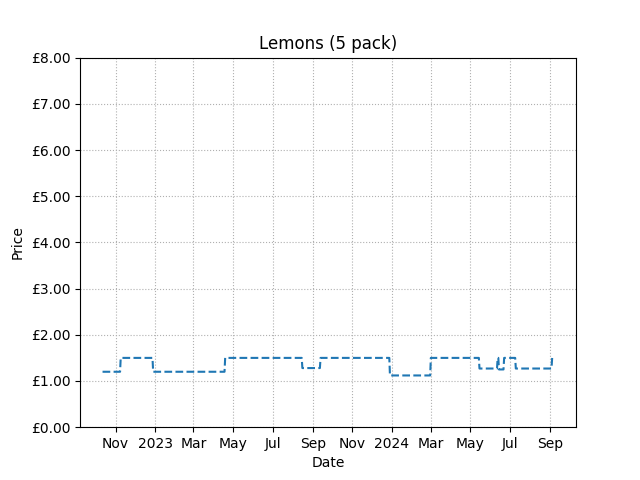 Lemons (5 pack)
£8.00
£7.00
£6.00
£5.00
£4.00
£3.00
£2.00
£1.00
£0.00
Price
Nov 2023 Mar May Jul Sep Nov 2024 Mar May Jul Sep
Date